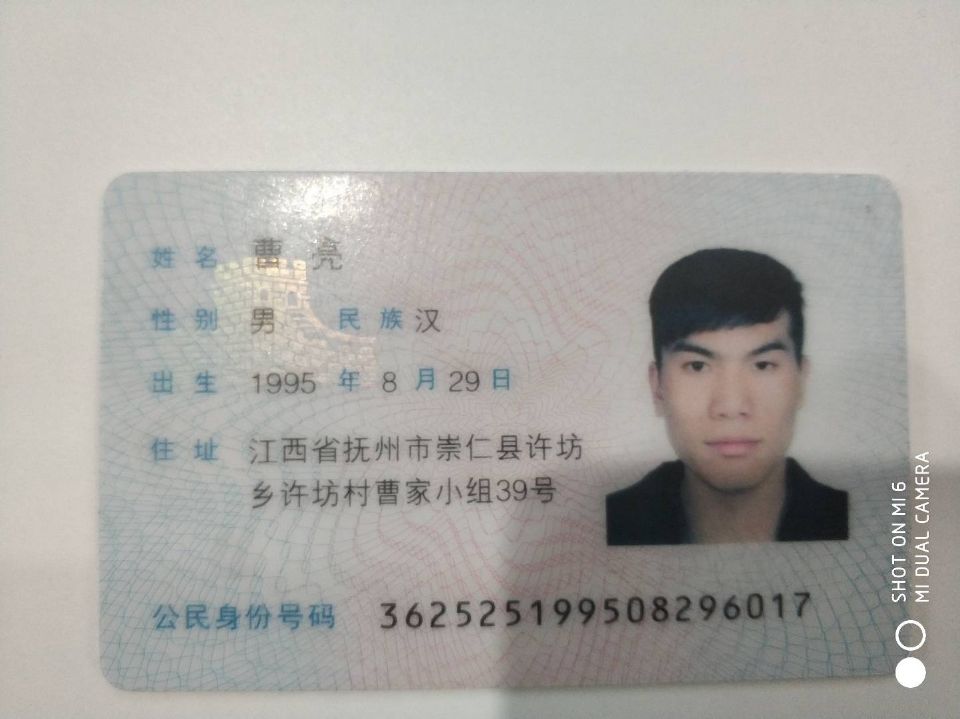 姓名 曹亮
性别 男 民族 汉
出生 1995 年 8 月 29 日
住址 江西省抚州市崇仁县许坊
乡许坊村曹家小组39号
公民身份号码 362525199508296017
SHOT ON MI 6
MI DUAL CAMERA